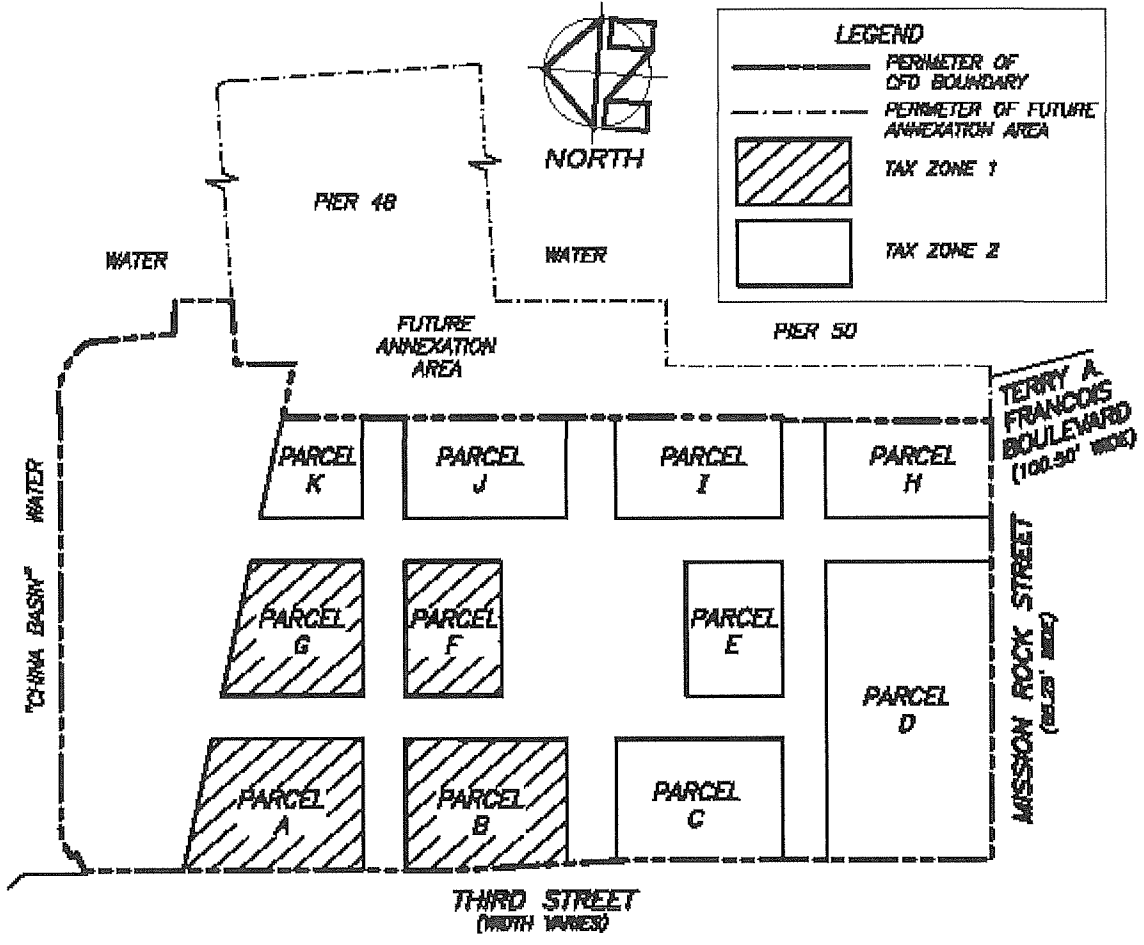 LEGEND
PERIMETER OF
CFD BOUNDARY
PERIMETER OF FUTURE
ANNEXATION AREA
TAX ZONE 1
TAX ZONE 2
NORTH
PIER 48
WATER
WATER
FUTURE
ANNEXATION
AREA
PIER 50
TERRY A.
FRANCOIS
BOULEVARD
(100.50' WIDE)
PARCEL
K
PARCEL
J
PARCEL
I
PARCEL
H
"CHINA BASIN" WATER
PARCEL
G
PARCEL
F
PARCEL
E
PARCEL
D
MISSION ROCK STREET
WIDE)
PARCEL
A
PARCEL
B
PARCEL
C
THIRD STREET
(WIDTH VARIES)